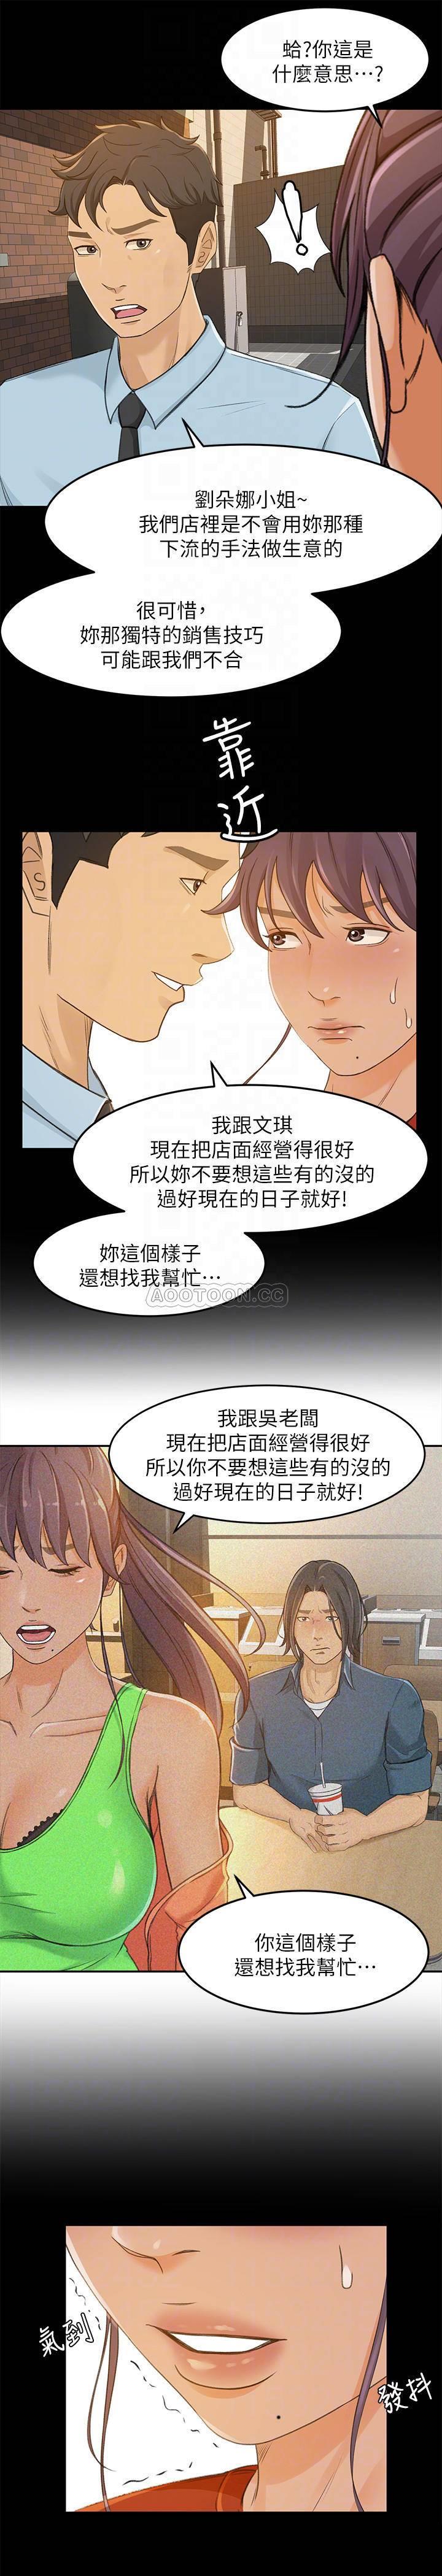 蛤?你這是
什麼意思…?
劉朵娜小姐~
我們店裡是不會用妳那種
下流的手法做生意的
很可惜，
妳那獨特的銷售技巧
可能跟我們不合
靠近
我跟文琪
現在把店面經營得很好
所以妳不要想這些有的沒的
過好現在的日子就好!
妳這個樣子
還想找我幫忙…
AOOTOON.CC
我跟吳老闆
現在把店面經營得很好
所以你不要想這些有的沒的
過好現在的日子就好!
你這個樣子
還想找我幫忙…
氣到
發抖